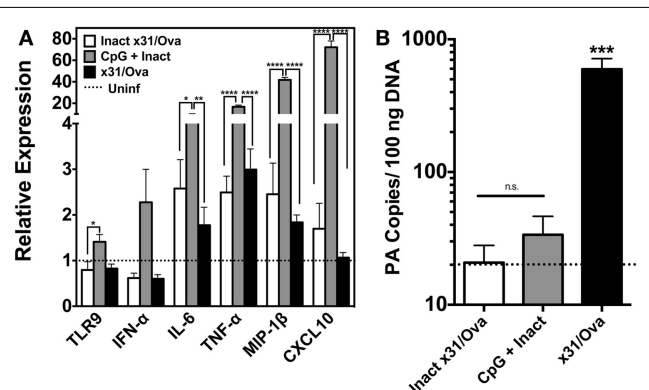 A
Relative Expression
80
60
40
20
4
3
2
1
0
Inact x31/Ova
CpG + Inact
x31/Ova
Uninf
*
* **
**** ****
**** ****
**** ****
TLR9
IFN-α
IL-6
TNF-α
MIP-1β
CXCL10
B
PA Copies/ 100 ng DNA
1000
100
10
n.s.
***
Inact x31/Ova
CpG + Inact
x31/Ova